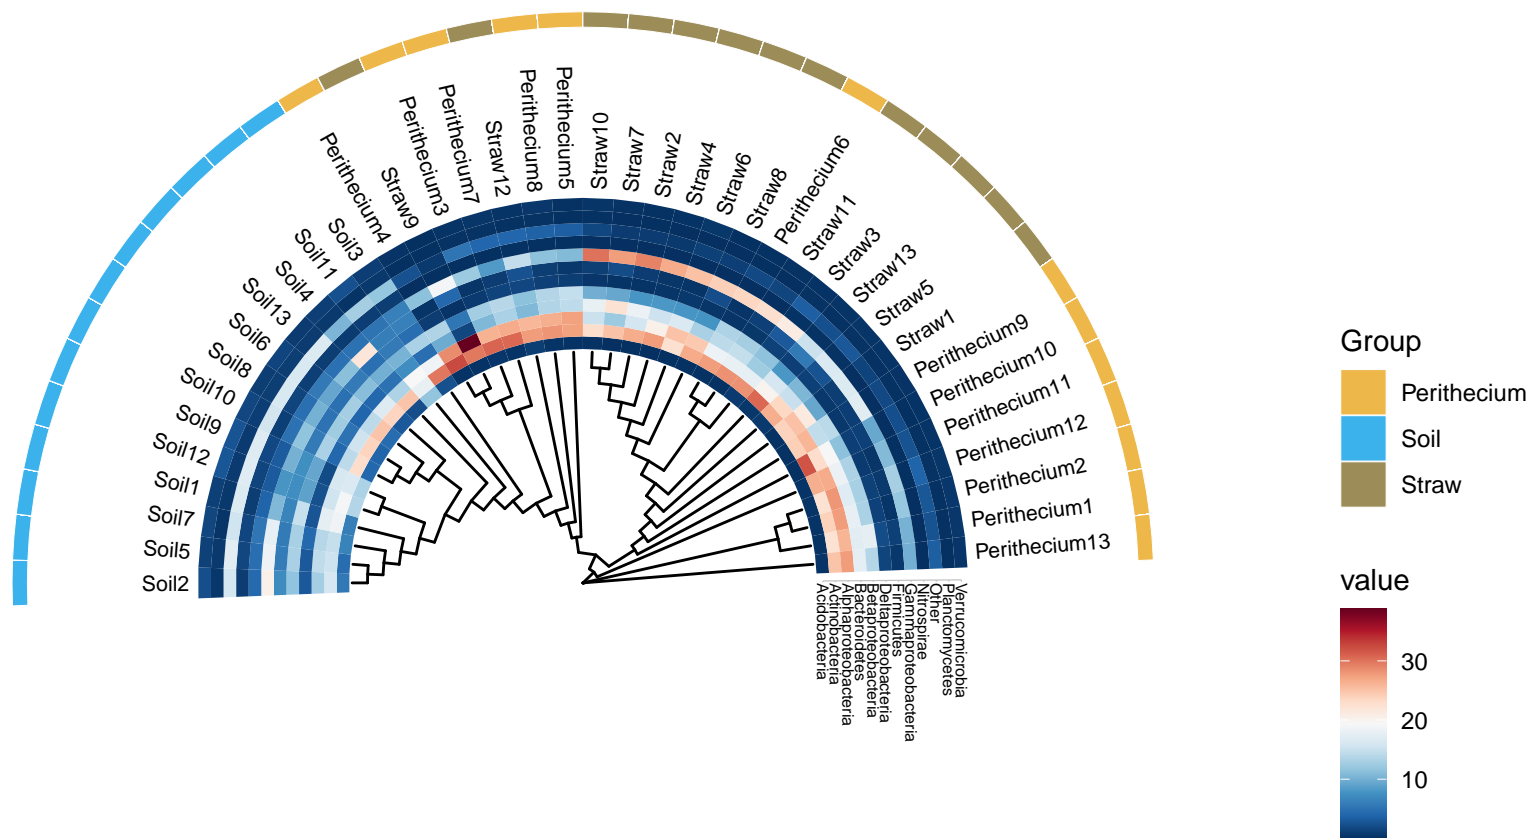 Soil2
Soil5
Soil7
Soil1
Soil12
Soil9
Soil10
Soil8
Soil6
Soil13
Soil4
Soil11
Soil3
Perithecium4
Straw9
Perithecium3
Perithecium7
Straw12
Perithecium8
Perithecium5
Straw10
Straw7
Straw2
Straw4
Straw6
Straw8
Perithecium6
Straw11
Straw3
Straw13
Straw5
Straw1
Perithecium9
Perithecium10
Perithecium11
Perithecium12
Perithecium2
Perithecium1
Perithecium13
Acidobacteria
Actinobacteria
Alphaproteobacteria
Bacteroidetes
Betaproteobacteria
Deltaproteobacteria
Firmicutes
Gammaproteobacteria
Nitrospirae
Other
Planctomycetes
Verrucomicrobia
Group
Perithecium
Soil
Straw
value
30
20
10